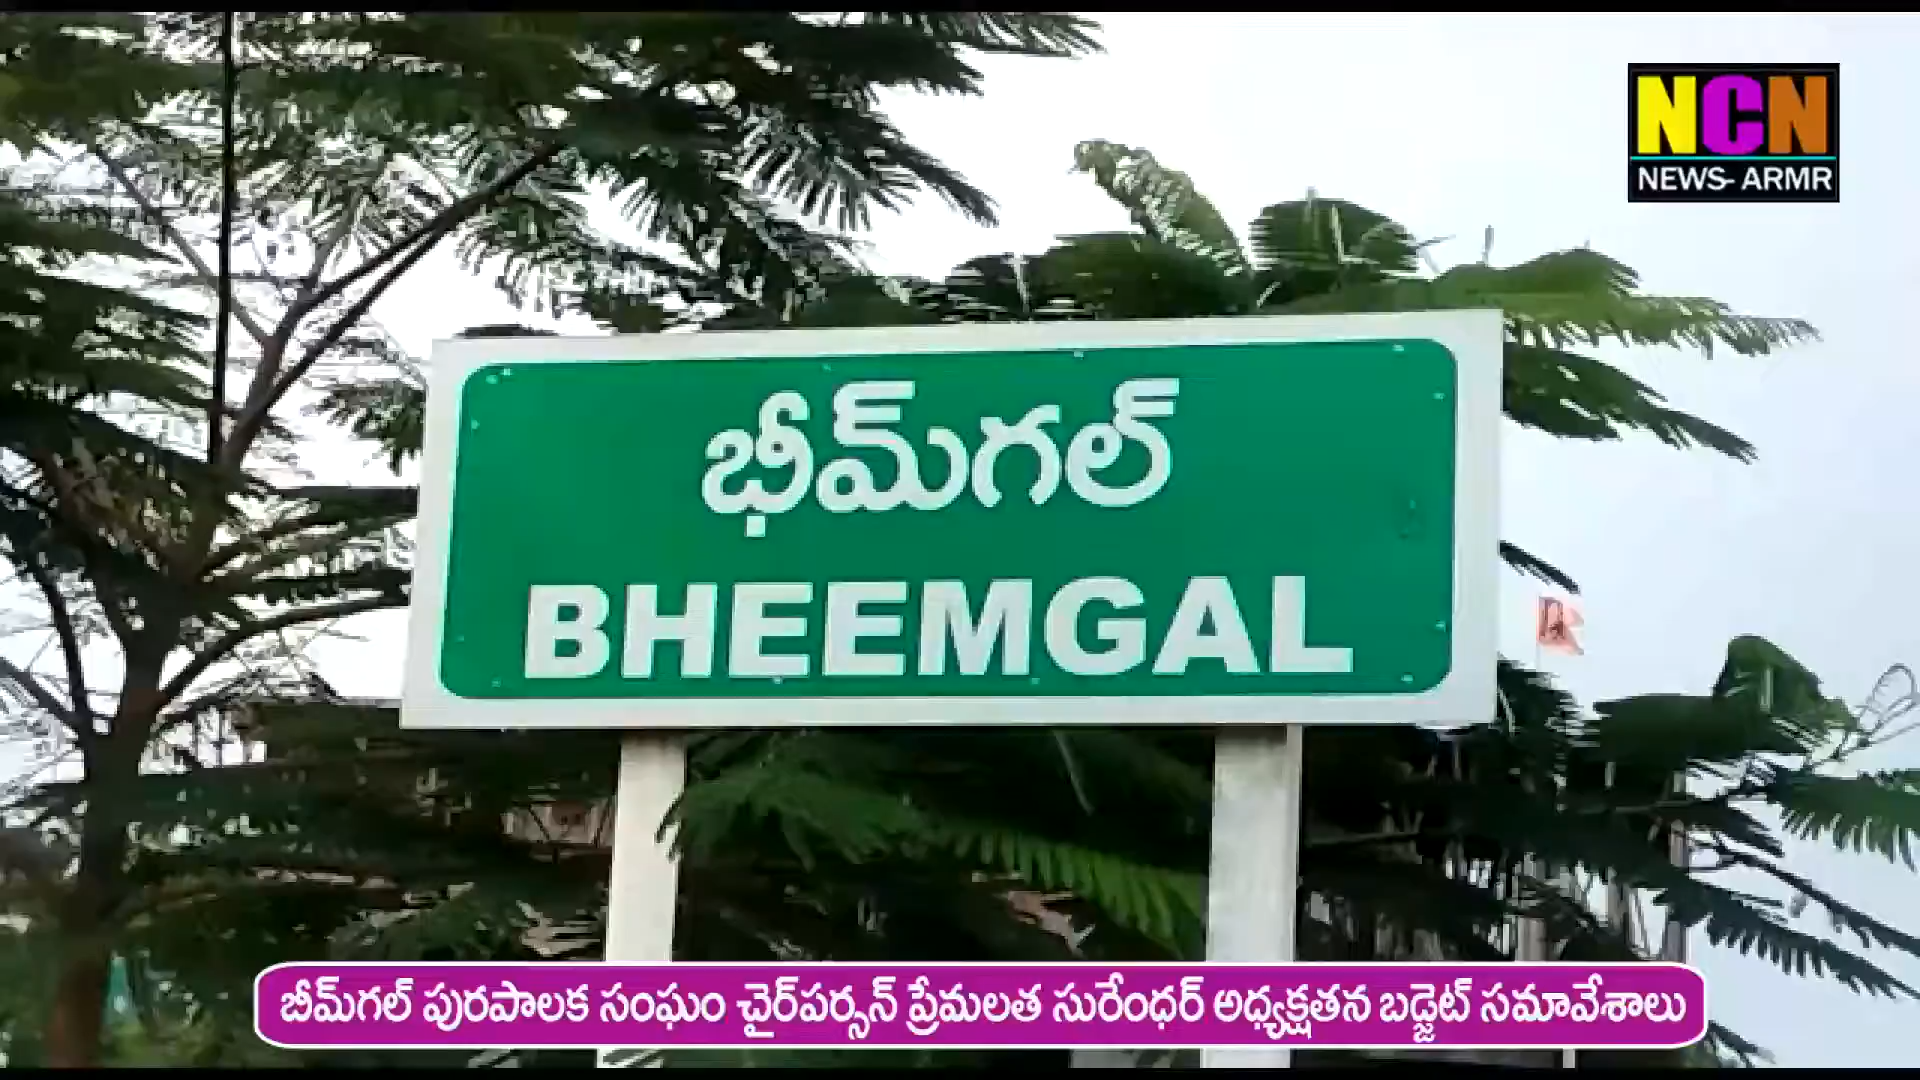 NCN
NEWS- ARMR
భీమ్‌గల్
BHEEMGAL
బీమ్‌గల్ పురపాలక సంఘం చైర్‌పర్సన్ ప్రేమలత సురేంధర్ అధ్యక్షతన బడ్జెట్ సమావేశాలు